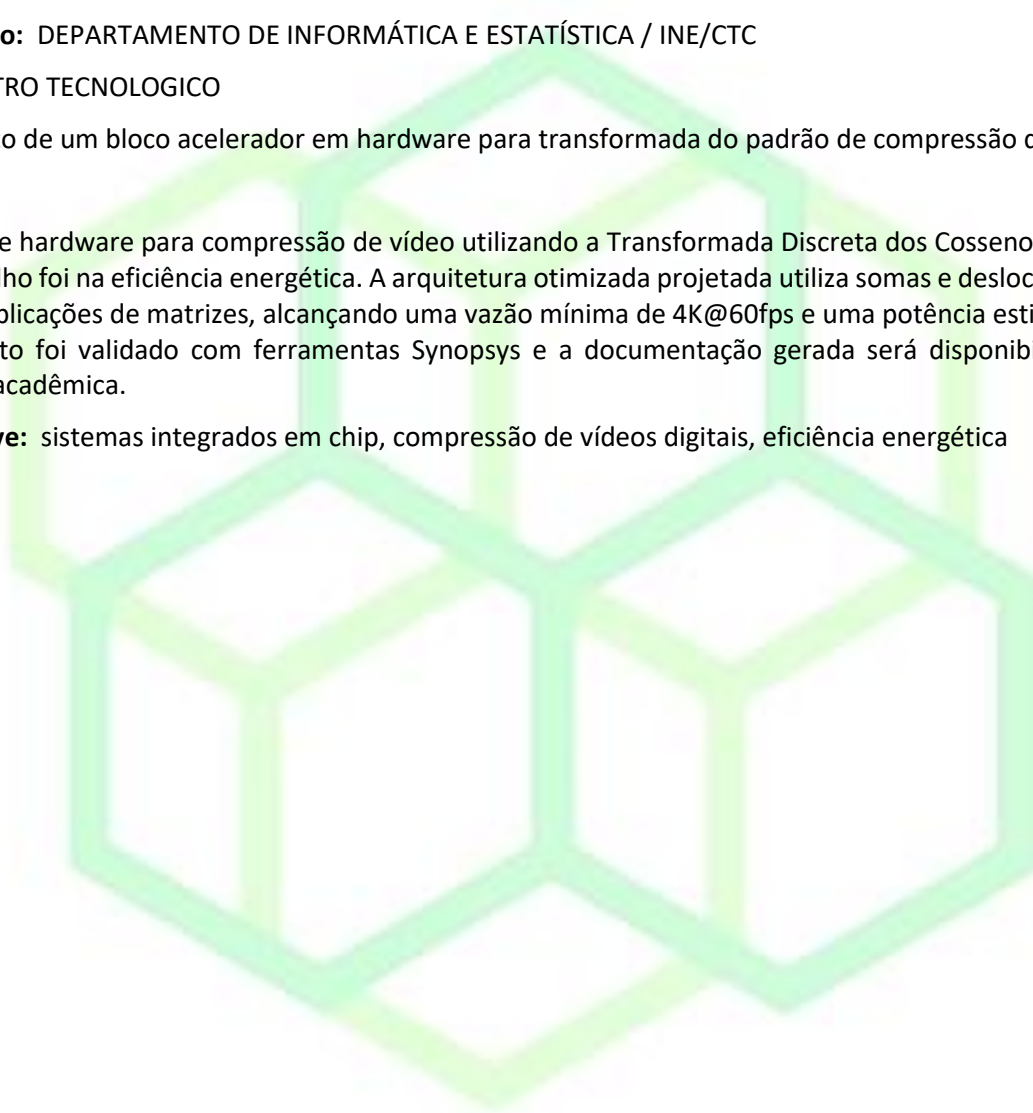 o: DEPARTAMENTO DE INFORMÁTICA E ESTATÍSTICA / INE/CTC
TRO TECNOLOGICO
o de um bloco acelerador em hardware para transformada do padrão de compressão d
e hardware para compressão de vídeo utilizando a Transformada Discreta dos Cosseno
lho foi na eficiência energética. A arquitetura otimizada projetada utiliza somas e desloc
plicações de matrizes, alcançando uma vazão mínima de 4K@60fps e uma potência esti
to foi validado com ferramentas Synopsys e a documentação gerada será disponibi
acadêmica.
ve: sistemas integrados em chip, compressão de vídeos digitais, eficiência energética